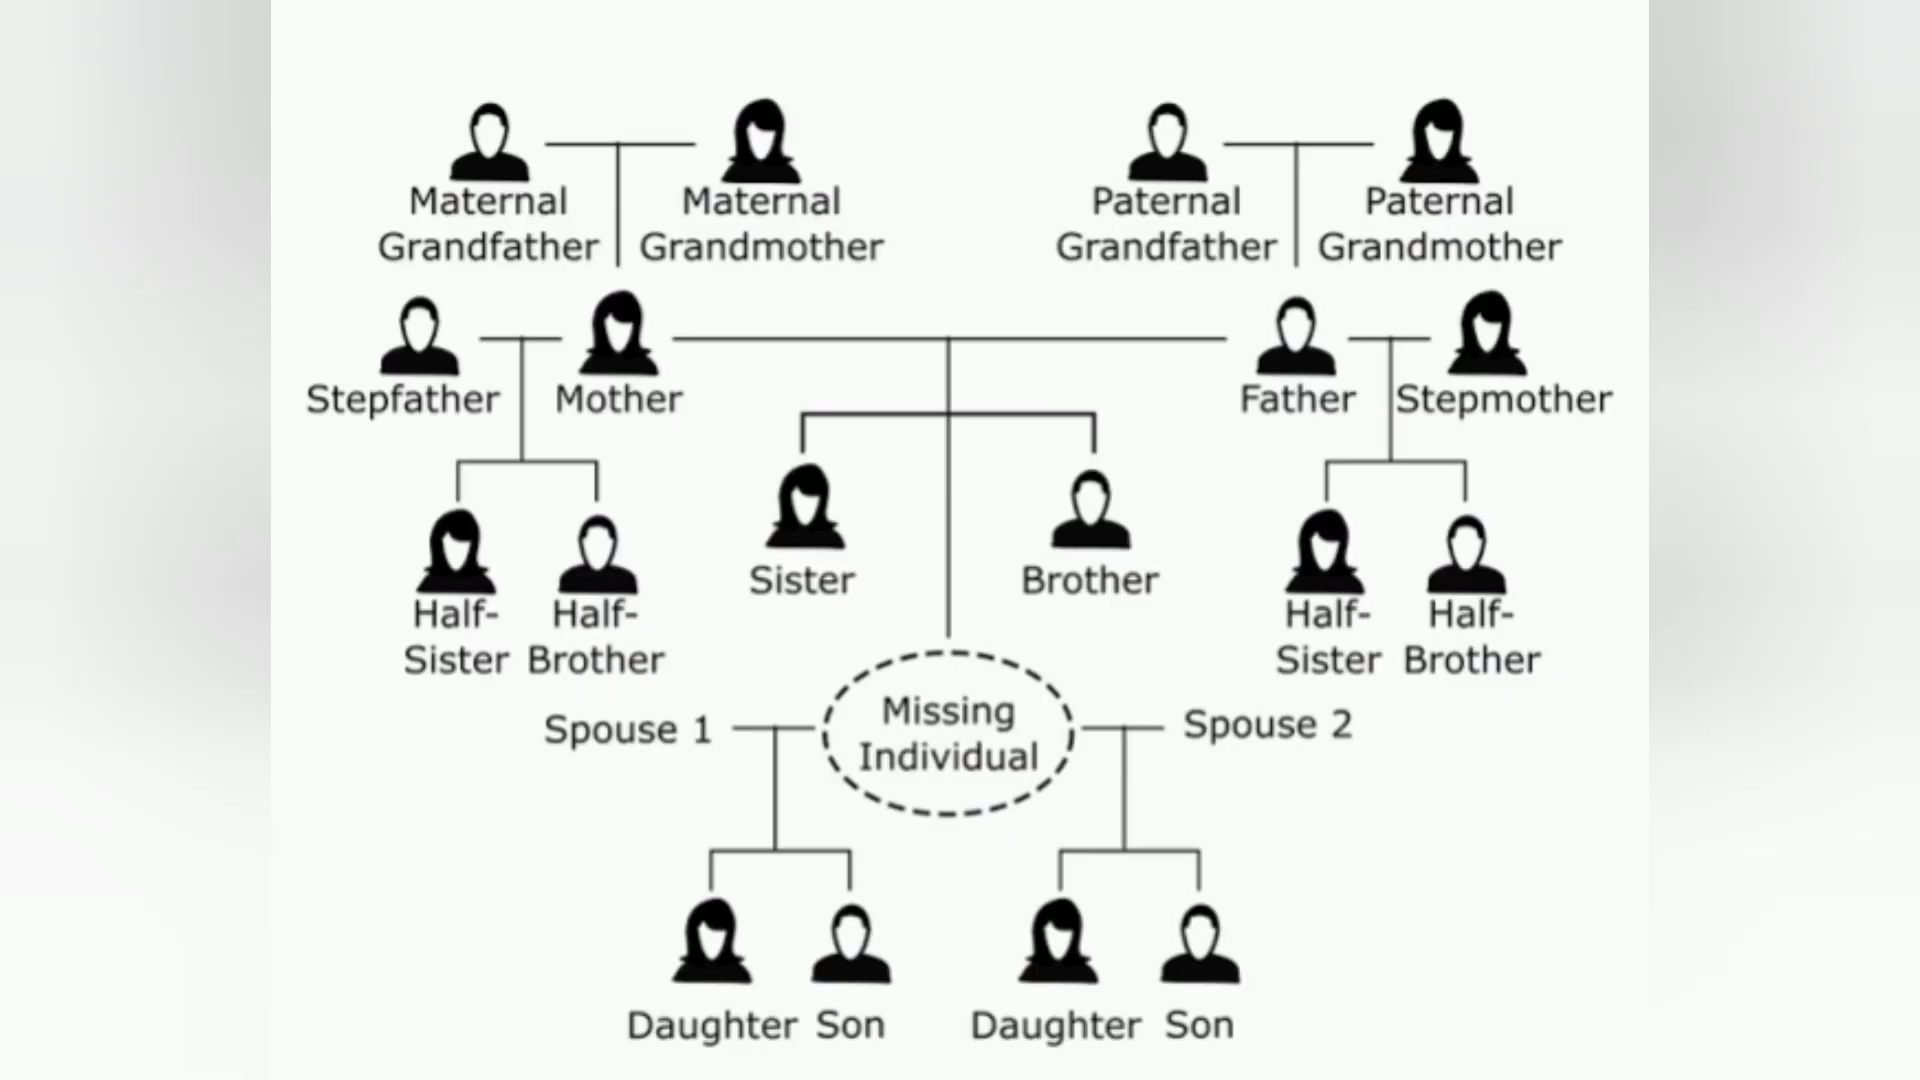 Maternal
Grandfather
Maternal
Grandmother
Paternal
Grandfather
Paternal
Grandmother
Stepfather
Mother
Father
Stepmother
Sister
Brother
Half-
Sister
Half-
Brother
Half-
Sister
Half-
Brother
Spouse 1
Missing
Individual
Spouse 2
Daughter
Son
Daughter
Son